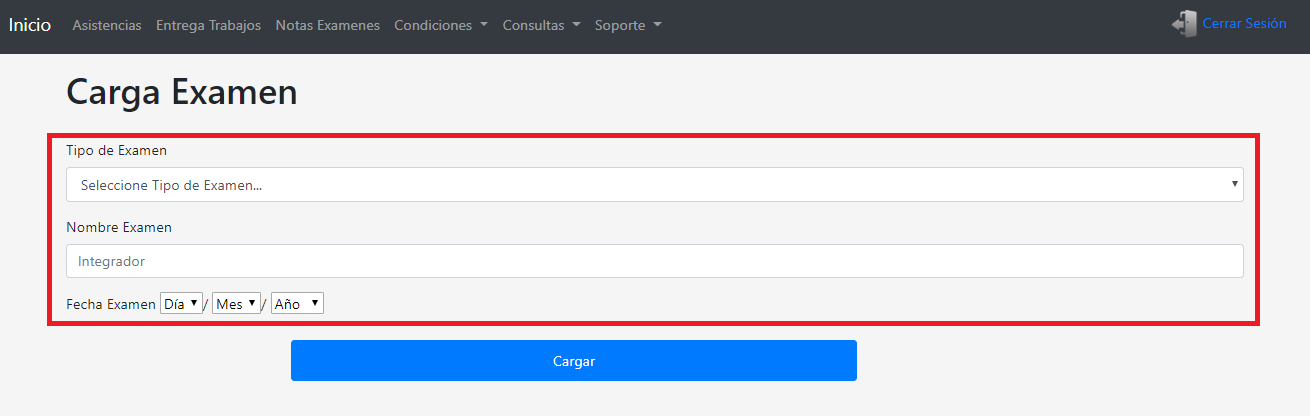 Inicio Asistencias Entrega Trabajos Notas Examenes Condiciones Consultas Soporte Cerrar Sesión
Carga Examen
Tipo de Examen
Seleccione Tipo de Examen...
Nombre Examen
Integrador
Fecha Examen Día / Mes / Año
Cargar